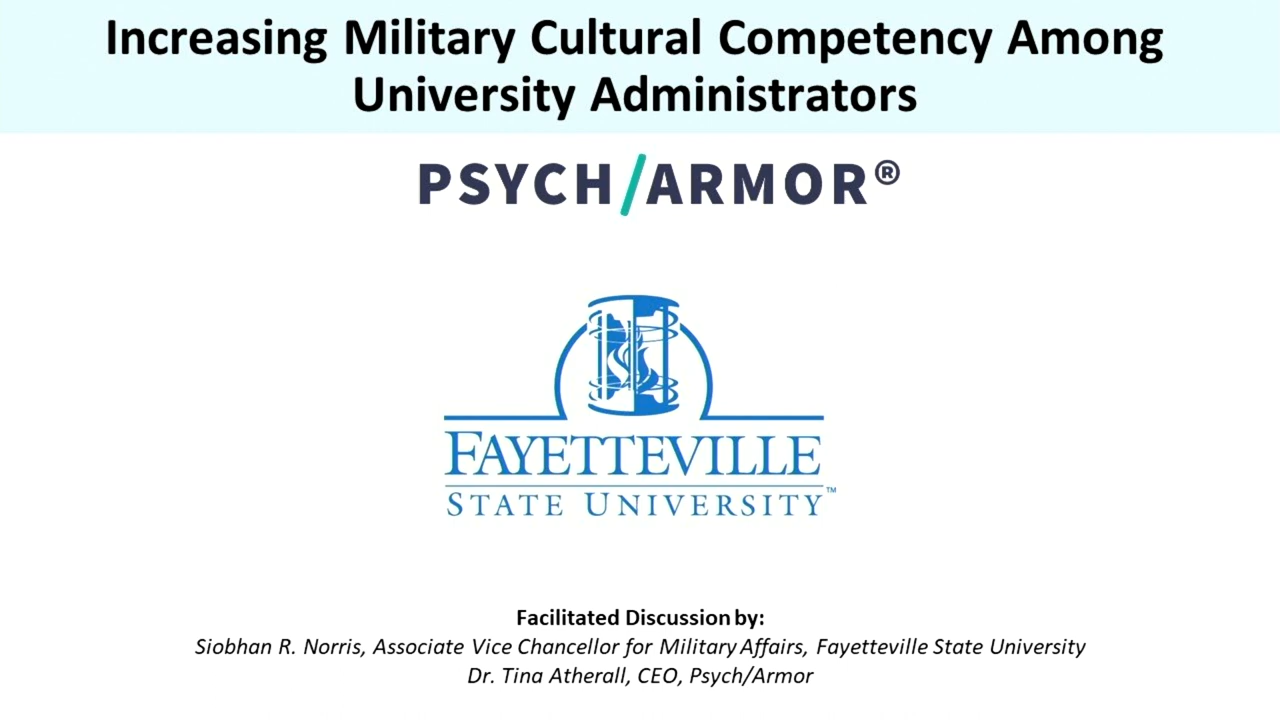 Increasing Military Cultural Competency Among
University Administrators
PSYCH/ARMOR®
FAYETTEVILLE
STATE UNIVERSITY™
Facilitated Discussion by:
Siobhan R. Norris, Associate Vice Chancellor for Military Affairs, Fayetteville State University
Dr. Tina Atherall, CEO, Psych/Armor